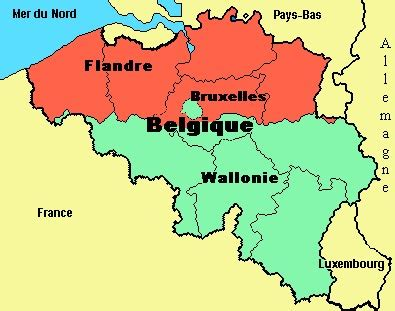 Mer du Nord
Pays-Bas
Allemagne
Flandre
Bruxelles
Belgique
Wallonie
France
Luxembourg